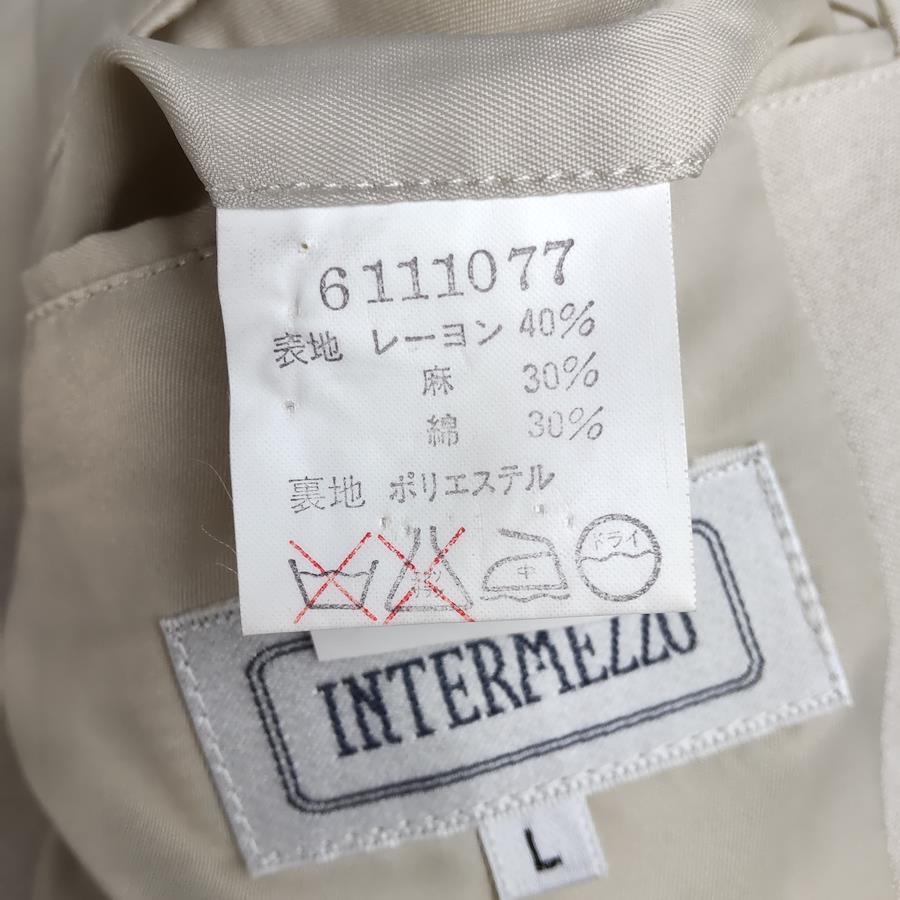 6111077
表地 レーヨン 40%
麻 30%
綿 30%
裏地 ポリエステル
中 ドライ
INTERMEZZO
L